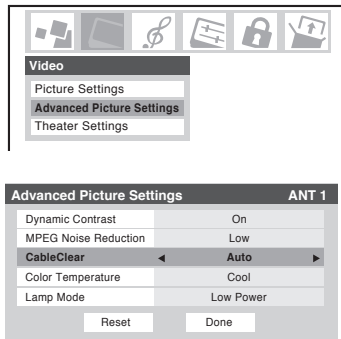 Video
Picture Settings
Advanced Picture Settings
Theater Settings
Advanced Picture Settings ANT 1
Dynamic Contrast On
MPEG Noise Reduction Low
CableClear Auto
Color Temperature Cool
Lamp Mode Low Power
Reset Done